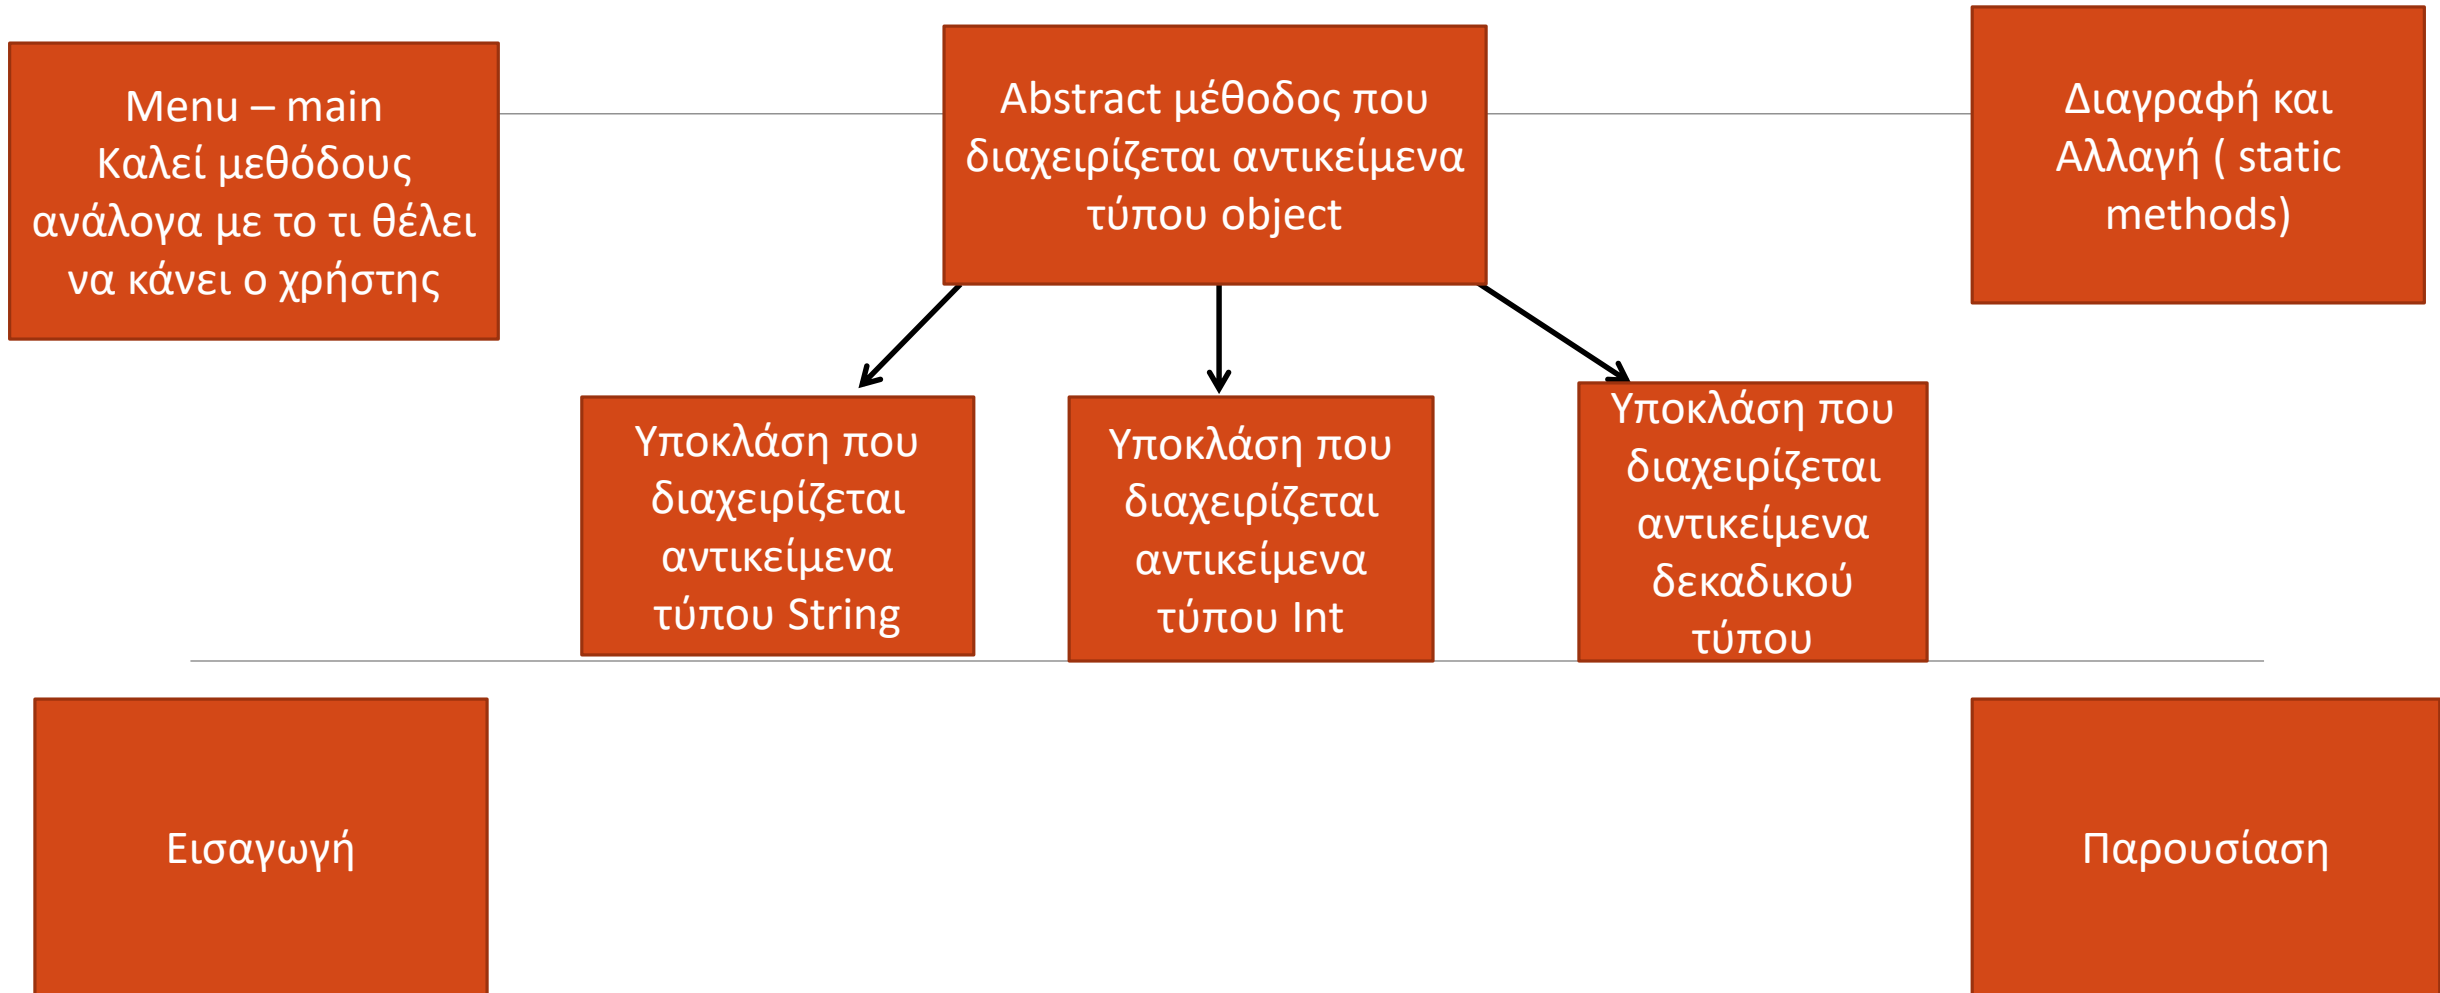 Menu – main
Καλεί μεθόδους
ανάλογα με το τι θέλει
να κάνει ο χρήστης
Abstract μέθοδος που
διαχειρίζεται αντικείμενα
τύπου object
Διαγραφή και
Αλλαγή ( static
methods)
Υποκλάση που
διαχειρίζεται
αντικείμενα
τύπου String
Υποκλάση που
διαχειρίζεται
αντικείμενα
τύπου Int
Υποκλάση που
διαχειρίζεται
αντικείμενα
δεκαδικού
τύπου
Εισαγωγή
Παρουσίαση